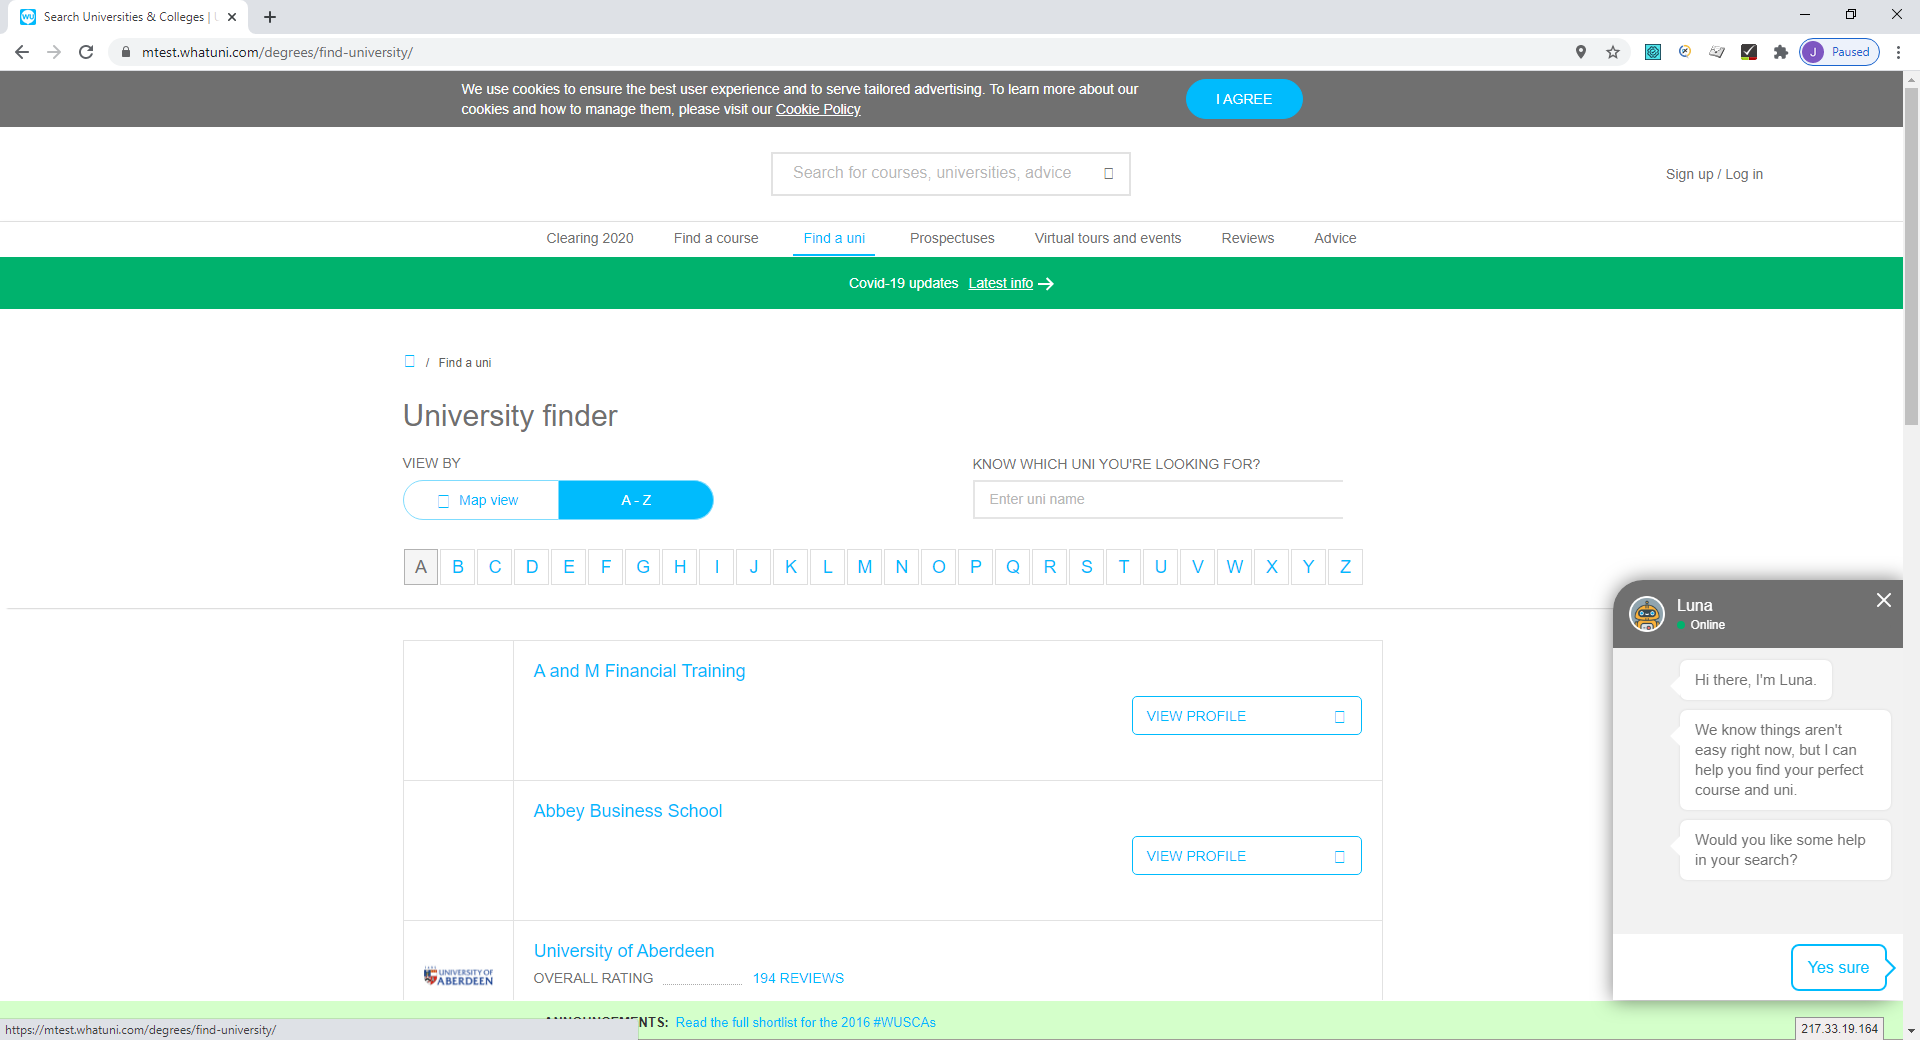 Search Universities & Colleges |
mtest.whatuni.com/degrees/find-university/
J Paused
We use cookies to ensure the best user experience and to serve tailored advertising. To learn more about our
cookies and how to manage them, please visit our Cookie Policy
I AGREE
Search for courses, universities, advice
Sign up / Log in
Clearing 2020 Find a course Find a uni Prospectuses Virtual tours and events Reviews Advice
Covid-19 updates Latest info
/ Find a uni
University finder
VIEW BY
KNOW WHICH UNI YOU'RE LOOKING FOR?
Map view A - Z
Enter uni name
A B C D E F G H I J K L M N O P Q R S T U V W X Y Z
A and M Financial Training
VIEW PROFILE
Abbey Business School
VIEW PROFILE
UNIVERSITY OF
ABERDEEN
University of Aberdeen
OVERALL RATING 194 REVIEWS
Luna
Online
Hi there, I'm Luna.
We know things aren't
easy right now, but I can
help you find your perfect
course and uni.
Would you like some help
in your search?
Yes sure
ANNOUNCEMENTS: Read the full shortlist for the 2016 #WUSCAs
https://mtest.whatuni.com/degrees/find-university/
217.33.19.164